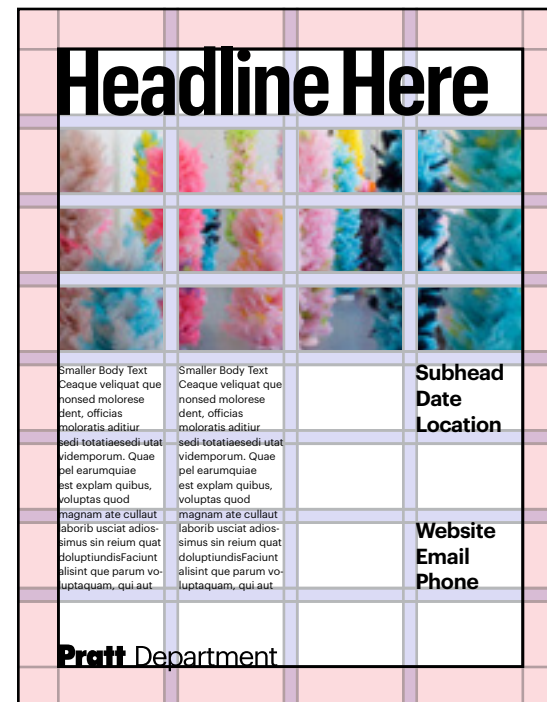 Headline Here
Smaller Body Text
Ceaque veliquat que
nonsed molorese
dent, officias
moloratis aditiur
sedi totatiaesedi utat
videmporum. Quae
pel earumquiae
est explam quibus,
voluptas quod
magnam ate cullaut
laborib usciat adios-
simus sin reium quat
doluptiundisFaciunt
alisint que parum vo-
luptaquam, qui aut
Smaller Body Text
Ceaque veliquat que
nonsed molorese
dent, officias
moloratis aditiur
sedi totatiaesedi utat
videmporum. Quae
pel earumquiae
est explam quibus,
voluptas quod
magnam ate cullaut
laborib usciat adios-
simus sin reium quat
doluptiundisFaciunt
alisint que parum vo-
luptaquam, qui aut
Subhead
Date
Location
Website
Email
Phone
Pratt Department